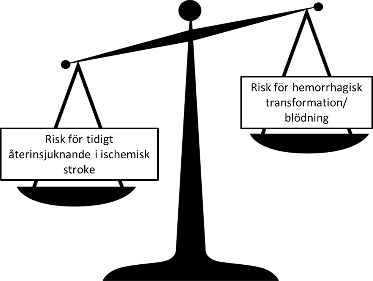 Risk för tidigt
återinsjuknande i ischemisk
stroke
Risk för hemorrhagisk
transformation/
blödning